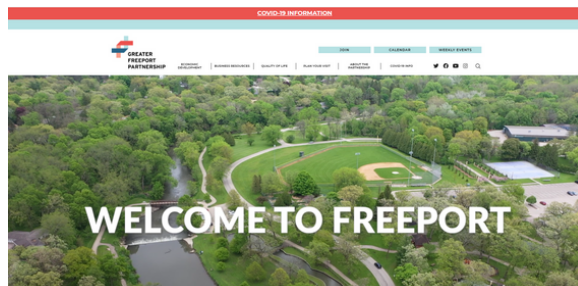 COVID-19 INFORMATION
JOIN
CALENDAR
WEEKLY EVENTS
GREATER
FREEPORT
PARTNERSHIP
ECONOMIC
DEVELOPMENT
BUSINESS RESOURCES
QUALITY OF LIFE
PLAN YOUR VISIT
ABOUT THE
PARTNERSHIP
COVID-19 INFO
WELCOME TO FREEPORT